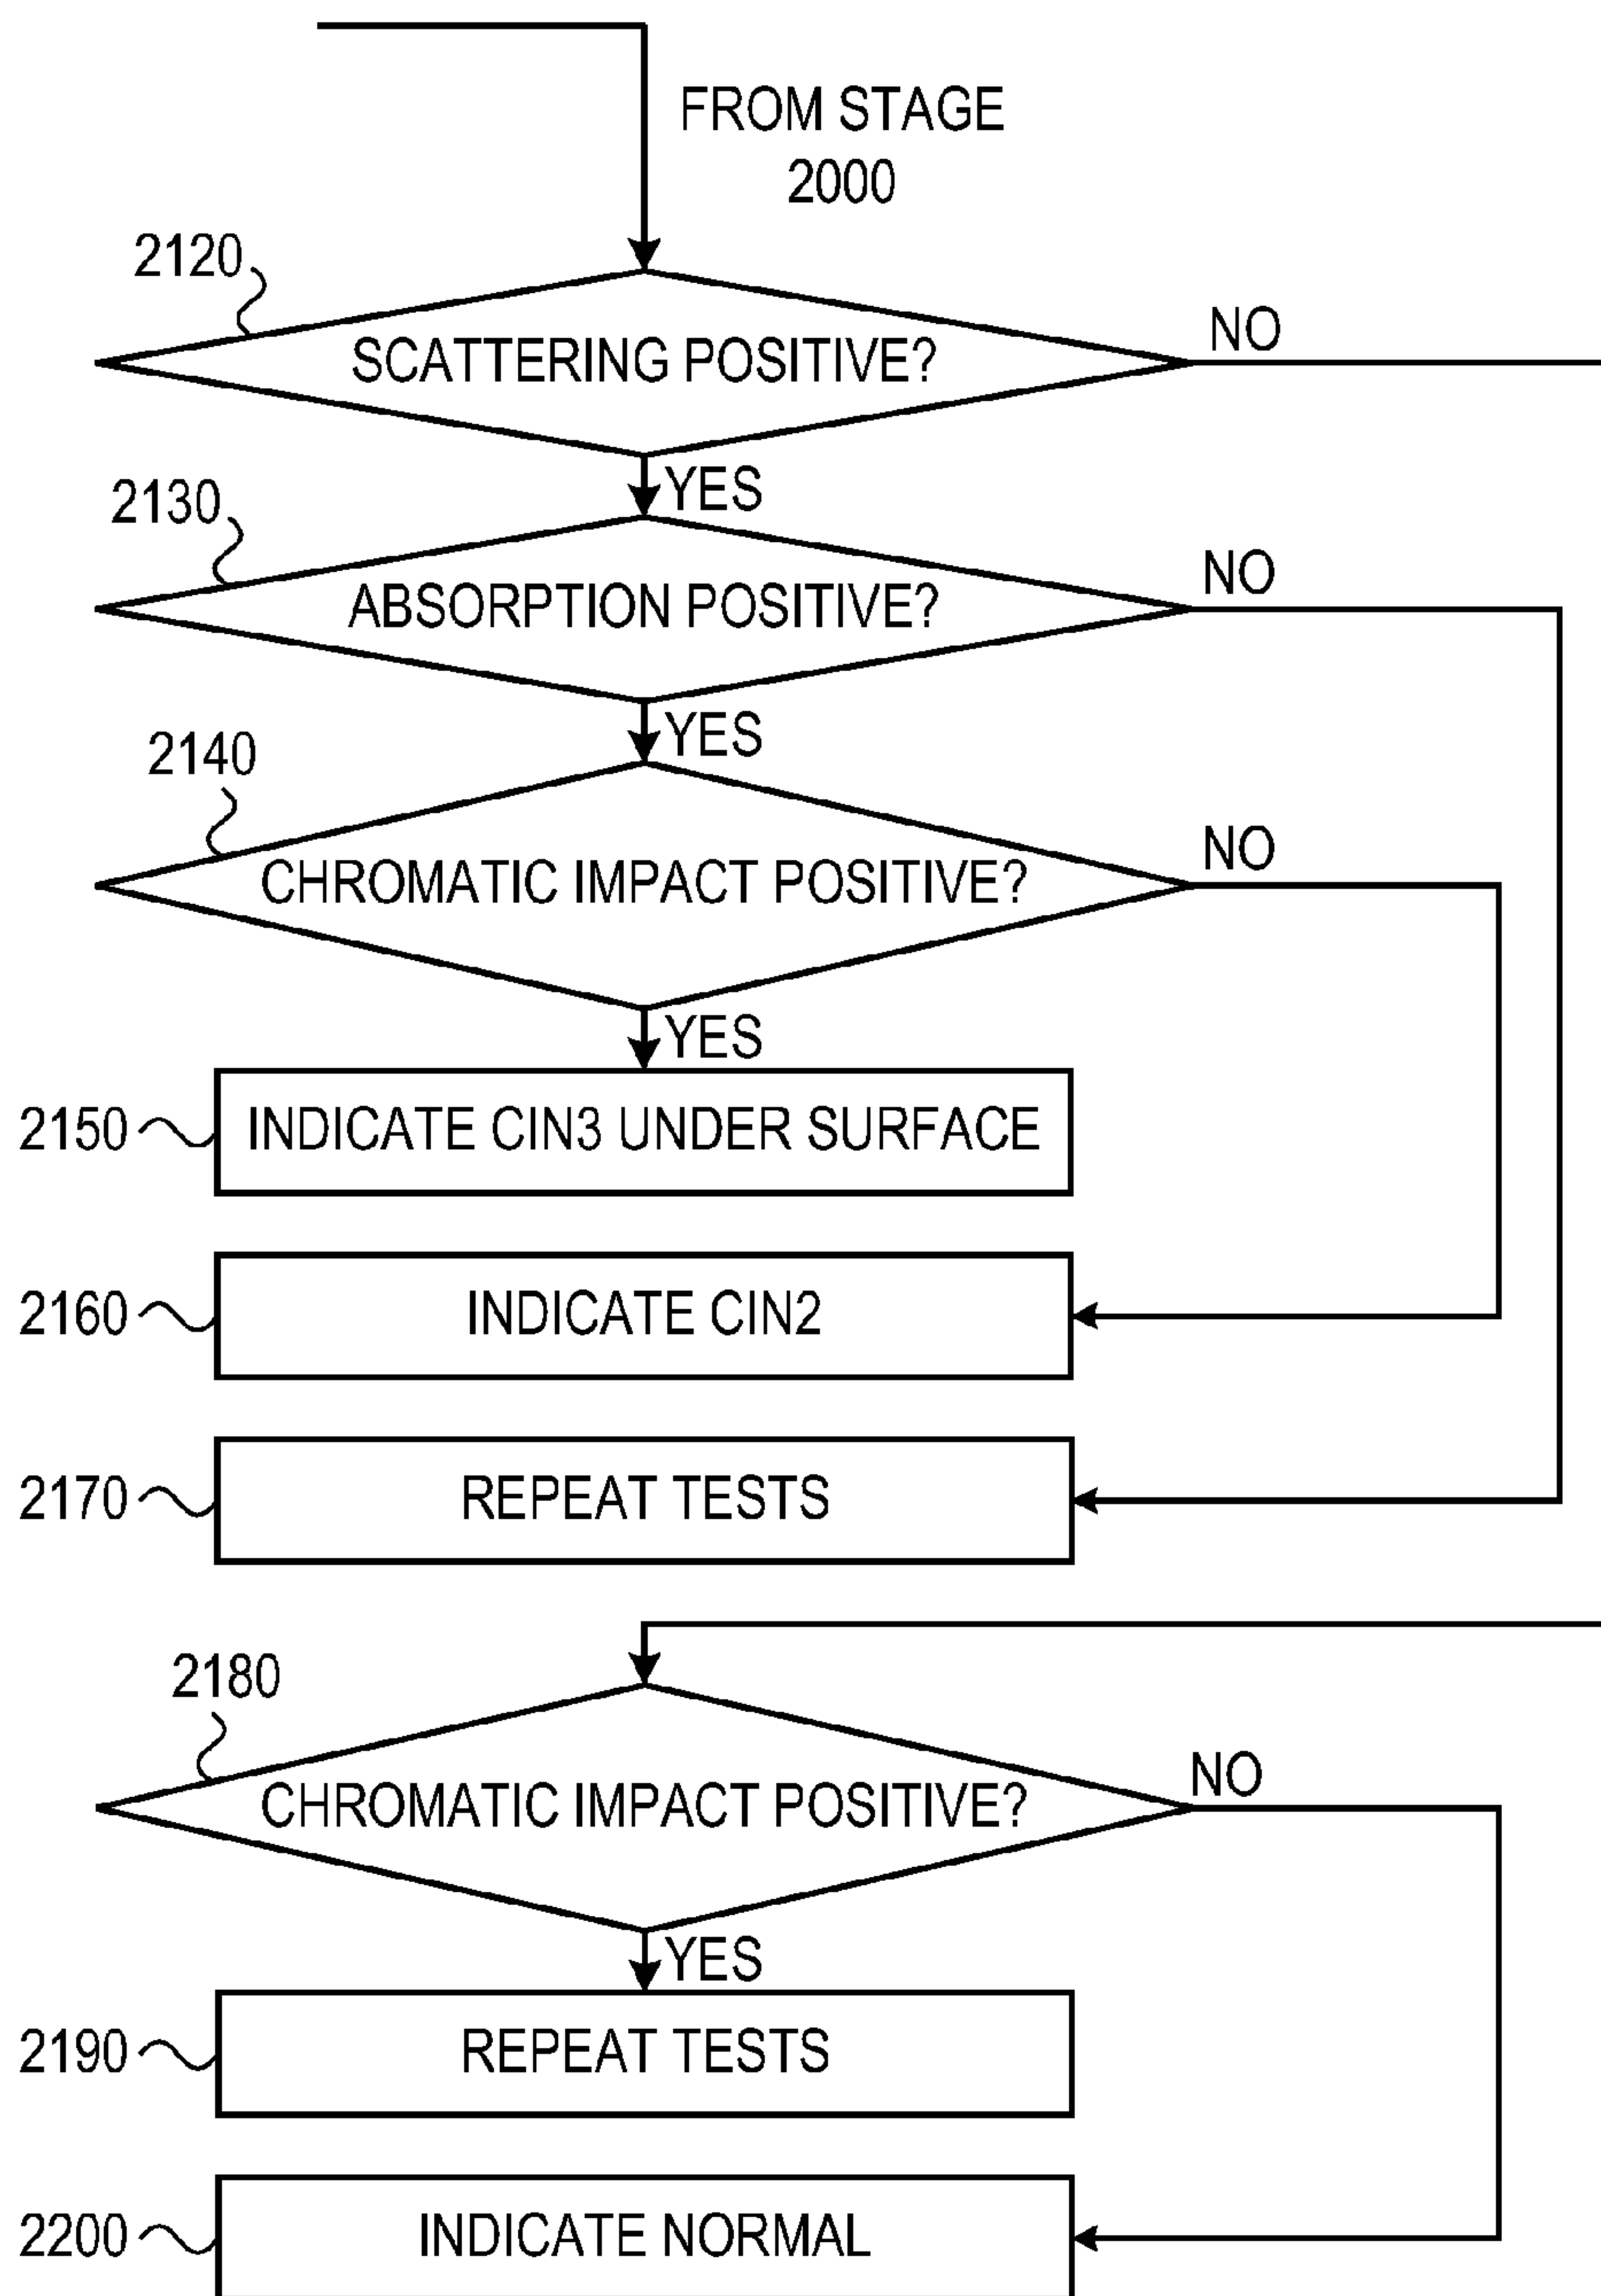 FROM STAGE
2000
2120
SCATTERING POSITIVE?
NO
YES
2130
ABSORPTION POSITIVE?
NO
YES
2140
CHROMATIC IMPACT POSITIVE?
NO
YES
2150
INDICATE CIN3 UNDER SURFACE
2160
INDICATE CIN2
2170
REPEAT TESTS
2180
CHROMATIC IMPACT POSITIVE?
NO
YES
2190
REPEAT TESTS
2200
INDICATE NORMAL